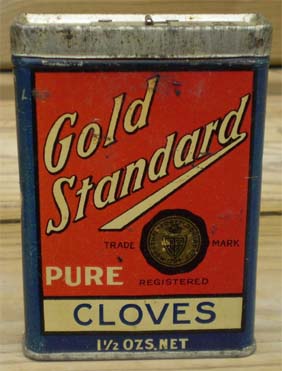 Gold
Standard
TRADE MARK
PURE REGISTERED
CLOVES
1½ OZS. NET